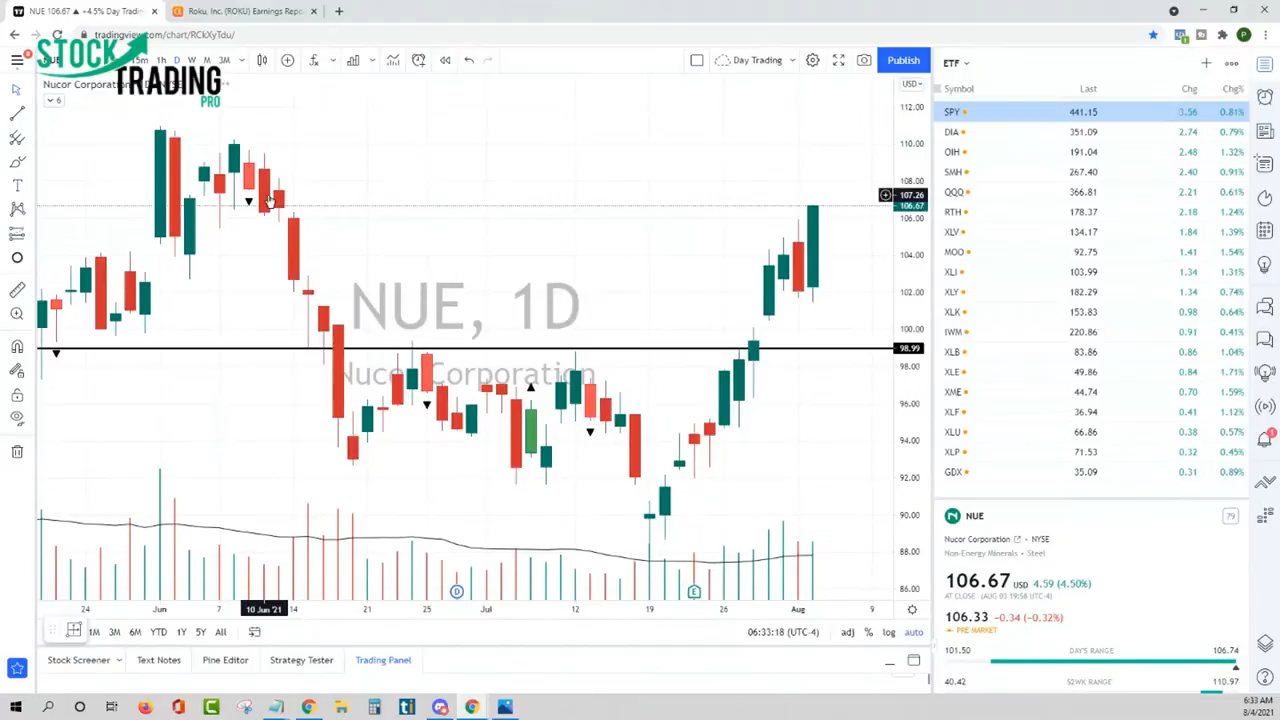 NUE 106.67 ▲ +4.5% Day Tradin
Roku, Inc. (ROKU) Earnings Repo
tradingview.com/chart/RCkXyTdu/
STOCK
TRADING
PRO
15m 1h D W M 3M
Day Trading
Publish
Nucor Corporation
6
USD
NUE, 1D
Nucor Corporation
112.00
110.00
108.00
107.26
106.67
106.00
104.00
102.00
100.00
98.99
98.00
96.00
94.00
92.00
90.00
88.00
86.00
D
E
24 Jun 7 10 Jun '21 14 21 25 Jul 12 19 26 Aug 9
1M 3M 6M YTD 1Y 5Y All
06:33:18 (UTC-4) adj % log auto
Stock Screener Text Notes Pine Editor Strategy Tester Trading Panel
ETF
Symbol Last Chg Chg%
SPY 441.15 3.56 0.81%
DIA 351.09 2.74 0.79%
OIH 191.04 2.48 1.32%
SMH 267.40 2.40 0.91%
QQQ 366.81 2.21 0.61%
RTH 178.37 2.18 1.24%
XLV 134.17 1.84 1.39%
MOO 92.75 1.41 1.54%
XLI 103.99 1.34 1.31%
XLY 182.29 1.32 0.74%
XLK 153.83 0.98 0.64%
IWM 220.86 0.91 0.41%
XLB 83.86 0.86 1.04%
XLE 49.86 0.84 1.71%
XME 44.74 0.70 1.59%
XLF 36.94 0.41 1.12%
XLU 66.86 0.38 0.57%
XLP 71.53 0.32 0.45%
GDX 35.09 0.31 0.89%
NUE
79
Nucor Corporation • NYSE
Non-Energy Minerals • Steel
106.67 USD 4.59 (4.50%)
AT CLOSE (AUG 03 19:58 UTC-4)
106.33 −0.34 (−0.32%)
PRE-MARKET
101.50 DAY'S RANGE 106.74
40.42 52WK RANGE 110.97
6:33 AM
8/4/2021